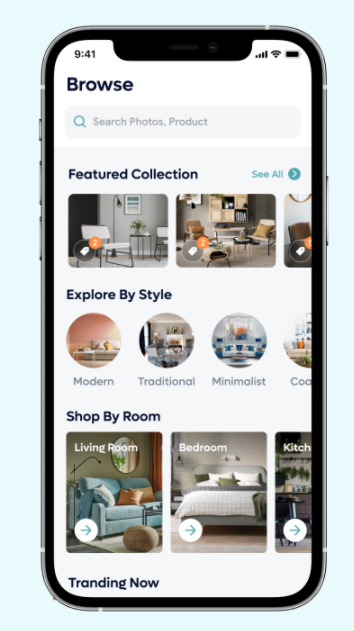 9:41
Browse
Search Photos, Product
Featured Collection See All
2 2
Explore By Style
Modern Traditional Minimalist Coa
Shop By Room
Living Room Bedroom Kitch
Tranding Now